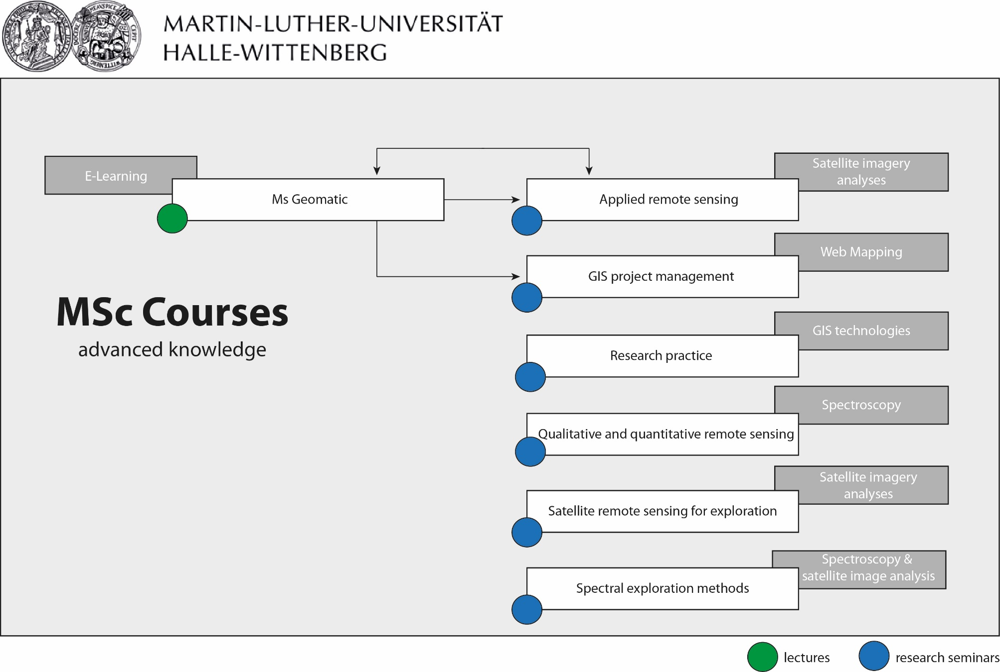 MARTIN-LUTHER-UNIVERSITÄT
HALLE-WITTENBERG
E-Learning
Ms Geomatic
Satellite imagery
analyses
Applied remote sensing
Web Mapping
GIS project management
MSc Courses
advanced knowledge
GIS technologies
Research practice
Spectroscopy
Qualitative and quantitative remote sensing
Satellite imagery
analyses
Satellite remote sensing for exploration
Spectroscopy &
satellite image analysis
Spectral exploration methods
lectures
research seminars